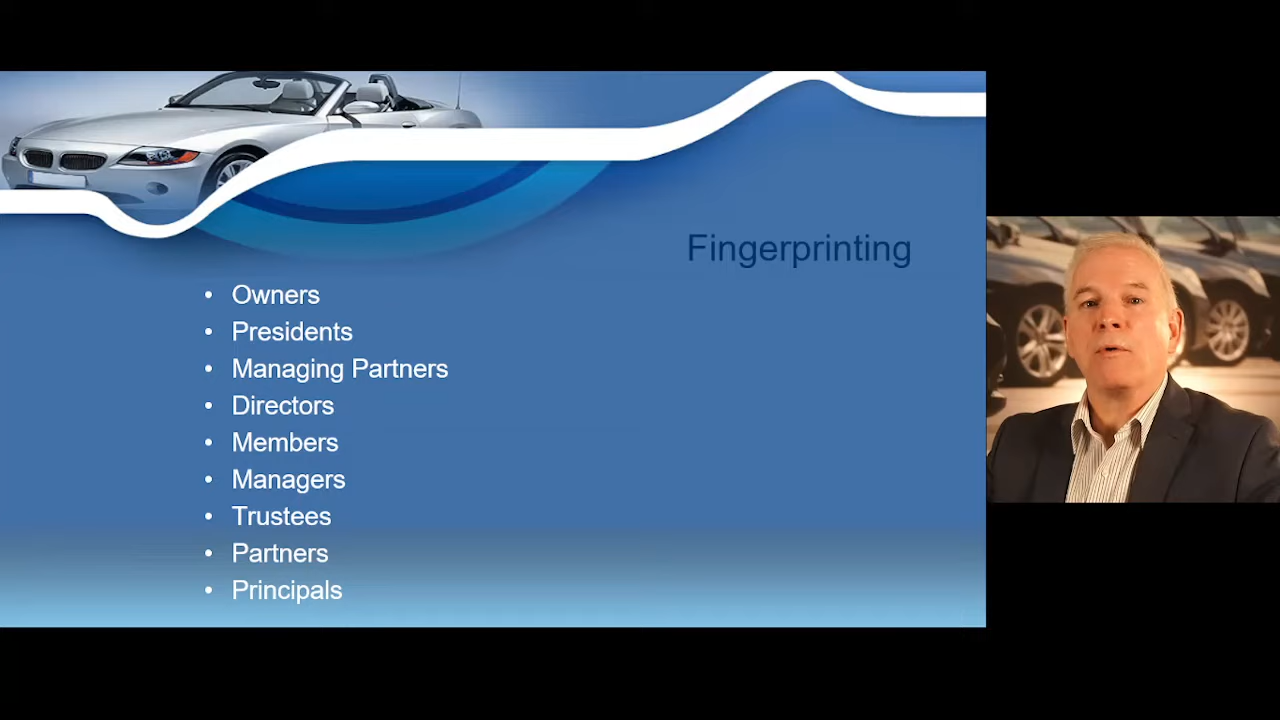 Fingerprinting
• Owners
• Presidents
• Managing Partners
• Directors
• Members
• Managers
• Trustees
• Partners
• Principals